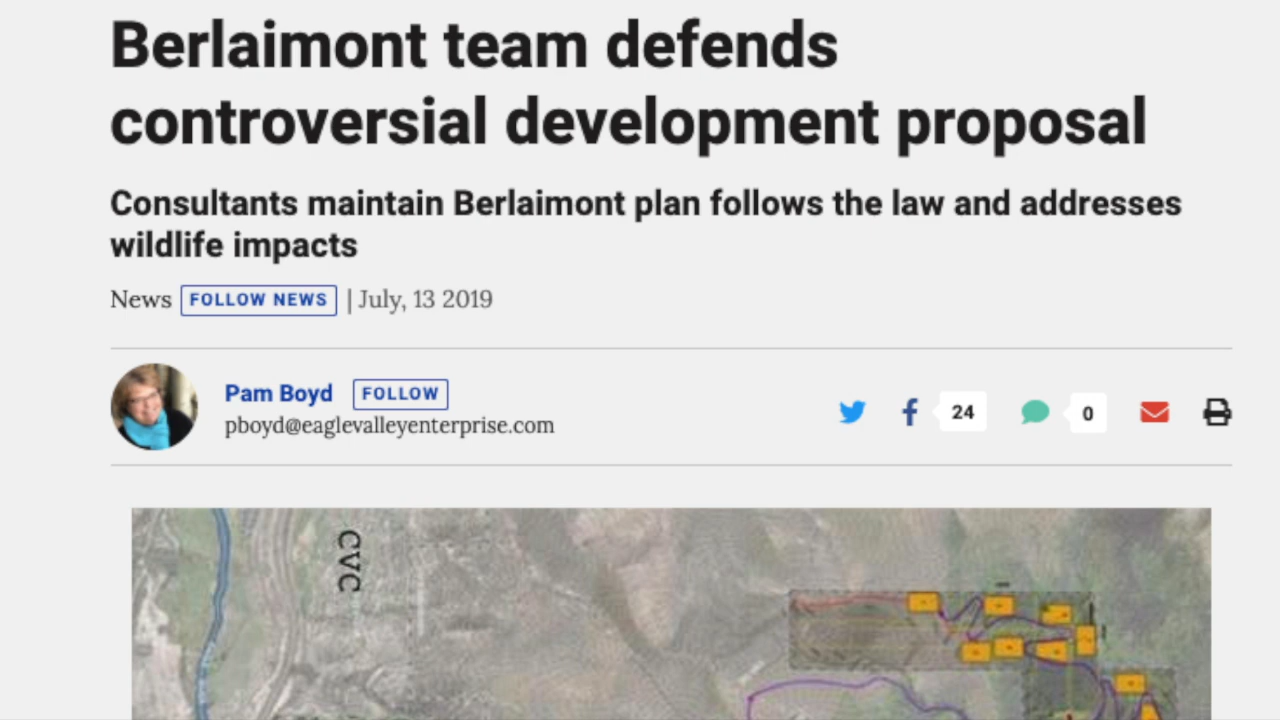 Berlaimont team defends
controversial development proposal
Consultants maintain Berlaimont plan follows the law and addresses
wildlife impacts
News FOLLOW NEWS | July, 13 2019
Pam Boyd FOLLOW
pboyd@eaglevalleyenterprise.com
24
0
CVC